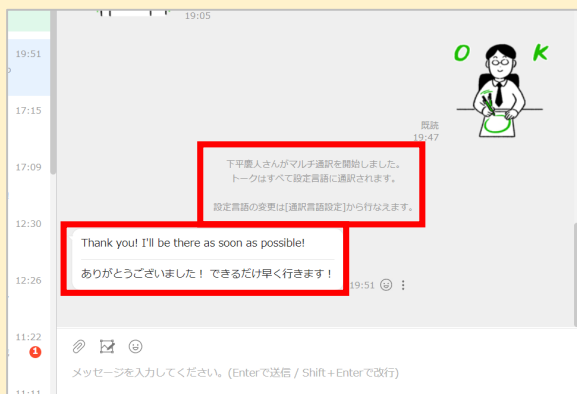 19:05
19:51
17:15
17:09
12:30
12:26
11:22
1
11:11
O K
既読
19:47
下平慶人さんがマルチ通訳を開始しました。
トークはすべて設定言語に通訳されます。
設定言語の変更は[通訳言語設定]から行なえます。
Thank you! I'll be there as soon as possible!
ありがとうございました！ できるだけ早く行きます！
19:51
メッセージを入力してください。(Enterで送信 / Shift+Enterで改行)